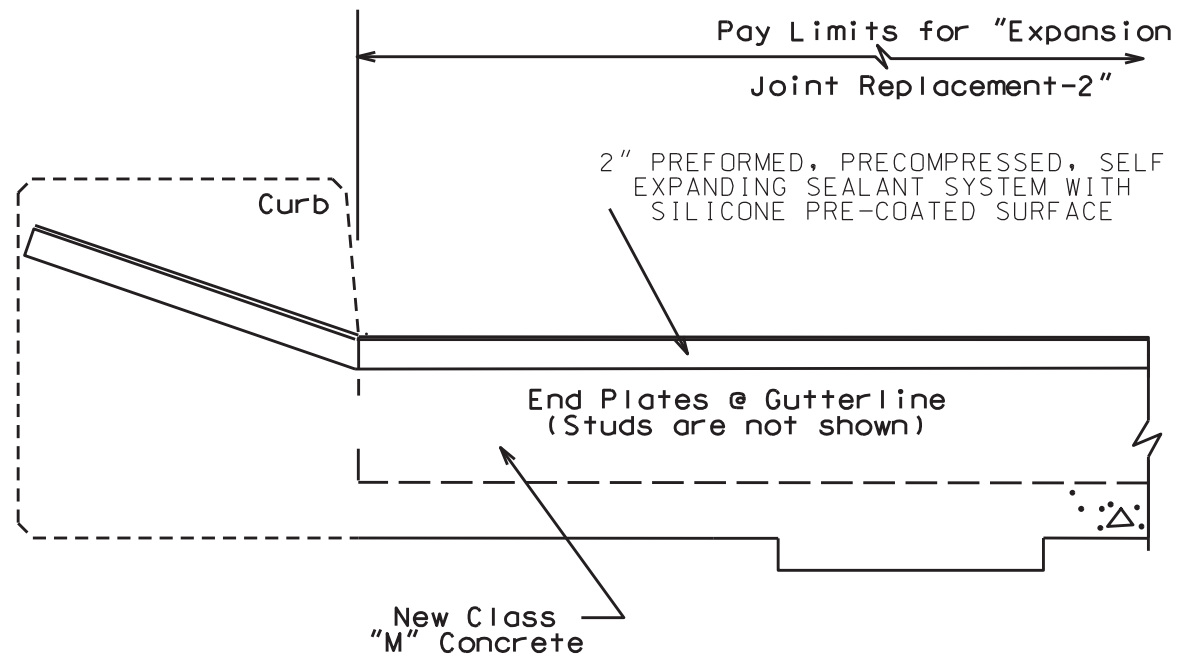 Pay Limits for "Expansion
Joint Replacement-2"
2" PREFORMED, PRECOMPRESSED, SELF
EXPANDING SEALANT SYSTEM WITH
SILICONE PRE-COATED SURFACE
Curb
End Plates @ Gutterline
(Studs are not shown)
New Class
"M" Concrete